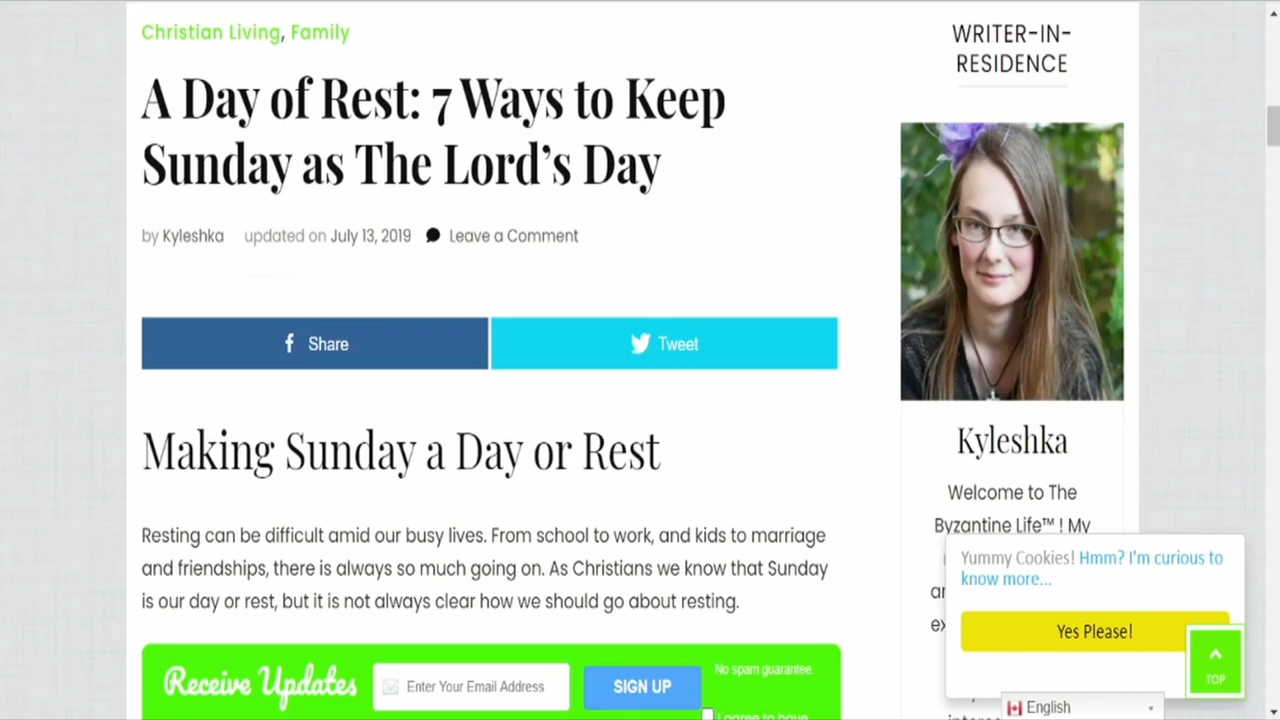 Christian Living, Family
A Day of Rest: 7 Ways to Keep
Sunday as The Lord's Day
by Kyleshka updated on July 13, 2019 Leave a Comment
Share Tweet
Making Sunday a Day or Rest
Resting can be difficult amid our busy lives. From school to work, and kids to marriage
and friendships, there is always so much going on. As Christians we know that Sunday
is our day or rest, but it is not always clear how we should go about resting.
Receive Updates
Enter Your Email Address
SIGN UP
No spam guarantee.
I agree to have
WRITER-IN-
RESIDENCE
Kyleshka
Welcome to The
Byzantine Life™ ! My
Yummy Cookies! Hmm? I'm curious to
know more...
Yes Please!
TOP
English